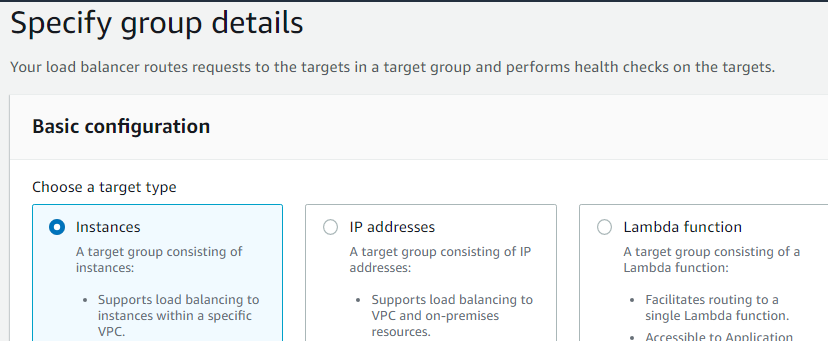 Specify group details
Your load balancer routes requests to the targets in a target group and performs health checks on the targets.
Basic configuration
Choose a target type
Instances
A target group consisting of
instances:
• Supports load balancing to
instances within a specific
VPC.
IP addresses
A target group consisting of IP
addresses:
• Supports load balancing to
VPC and on-premises
resources.
Lambda function
A target group consisting of a
Lambda function:
• Facilitates routing to a
single Lambda function.
• Accessible to Application